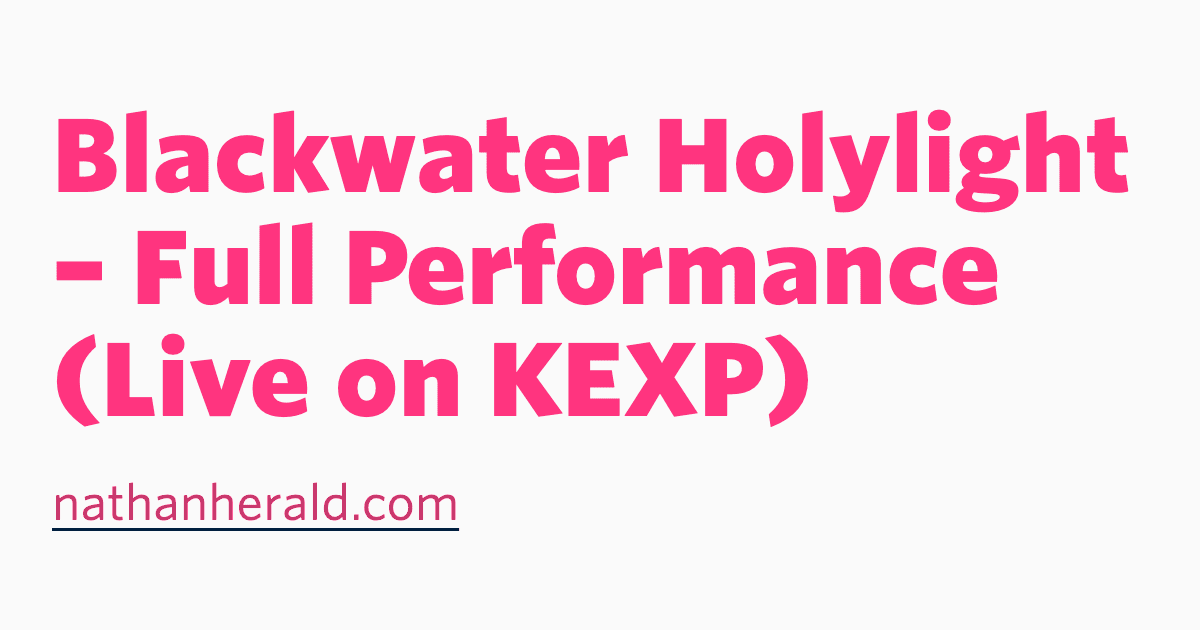 Blackwater Holylight
– Full Performance
(Live on KEXP)
nathanherald.com